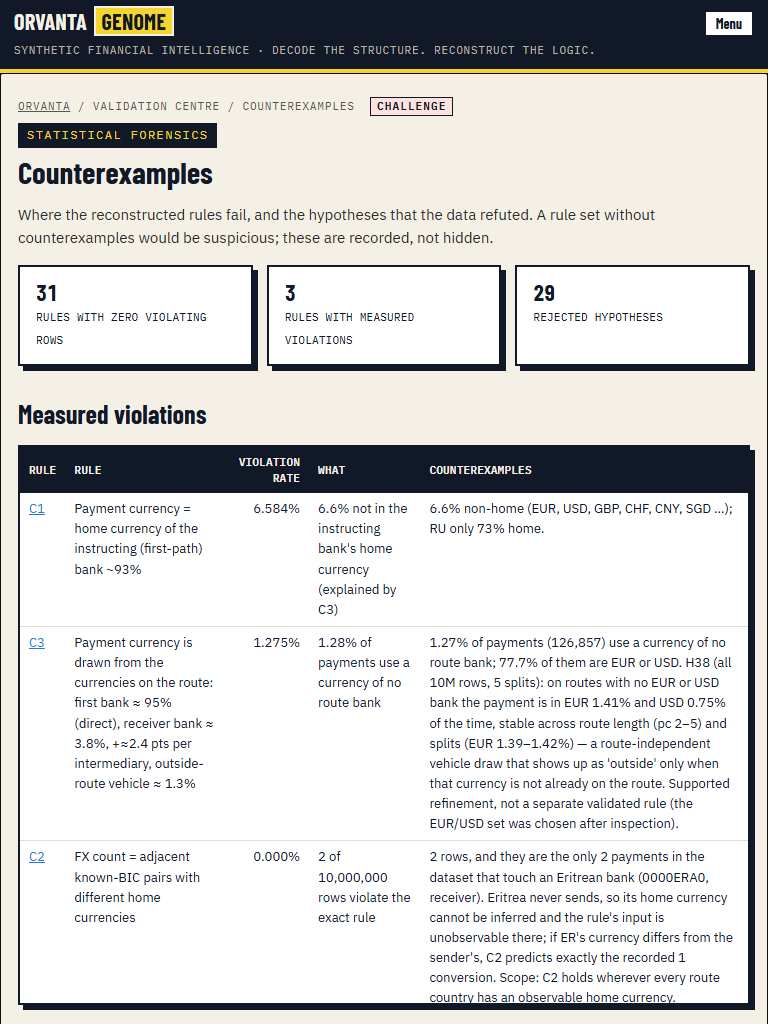 ORVANTA GENOME
Menu
SYNTHETIC FINANCIAL INTELLIGENCE · DECODE THE STRUCTURE. RECONSTRUCT THE LOGIC.
ORVANTA / VALIDATION CENTRE / COUNTEREXAMPLES CHALLENGE
STATISTICAL FORENSICS
Counterexamples
Where the reconstructed rules fail, and the hypotheses that the data refuted. A rule set without
counterexamples would be suspicious; these are recorded, not hidden.
31
RULES WITH ZERO VIOLATING
ROWS
3
RULES WITH MEASURED
VIOLATIONS
29
REJECTED HYPOTHESES
Measured violations
RULE
RULE
VIOLATION
RATE
WHAT
COUNTEREXAMPLES
C1
Payment currency =
home currency of the
instructing (first-path)
bank ~93%
6.584%
6.6% not in the
instructing
bank's home
currency
(explained by
C3)
6.6% non-home (EUR, USD, GBP, CHF, CNY, SGD ...);
RU only 73% home.
C3
Payment currency is
drawn from the
currencies on the route:
first bank ≈ 95%
(direct), receiver bank ≈
3.8%, +≈2.4 pts per
intermediary, outside-
route vehicle ≈ 1.3%
1.275%
1.28% of
payments use a
currency of no
route bank
1.27% of payments (126,857) use a currency of no
route bank; 77.7% of them are EUR or USD. H38 (all
10M rows, 5 splits): on routes with no EUR or USD
bank the payment is in EUR 1.41% and USD 0.75%
of the time, stable across route length (pc 2–5) and
splits (EUR 1.39–1.42%) — a route-independent
vehicle draw that shows up as 'outside' only when
that currency is not already on the route. Supported
refinement, not a separate validated rule (the
EUR/USD set was chosen after inspection).
C2
FX count = adjacent
known-BIC pairs with
different home
currencies
0.000%
2 of
10,000,000
rows violate the
exact rule
2 rows, and they are the only 2 payments in the
dataset that touch an Eritrean bank (0000ERA0,
receiver). Eritrea never sends, so its home currency
cannot be inferred and the rule's input is
unobservable there; if ER's currency differs from the
sender's, C2 predicts exactly the recorded 1
conversion. Scope: C2 holds wherever every route
country has an observable home currency.